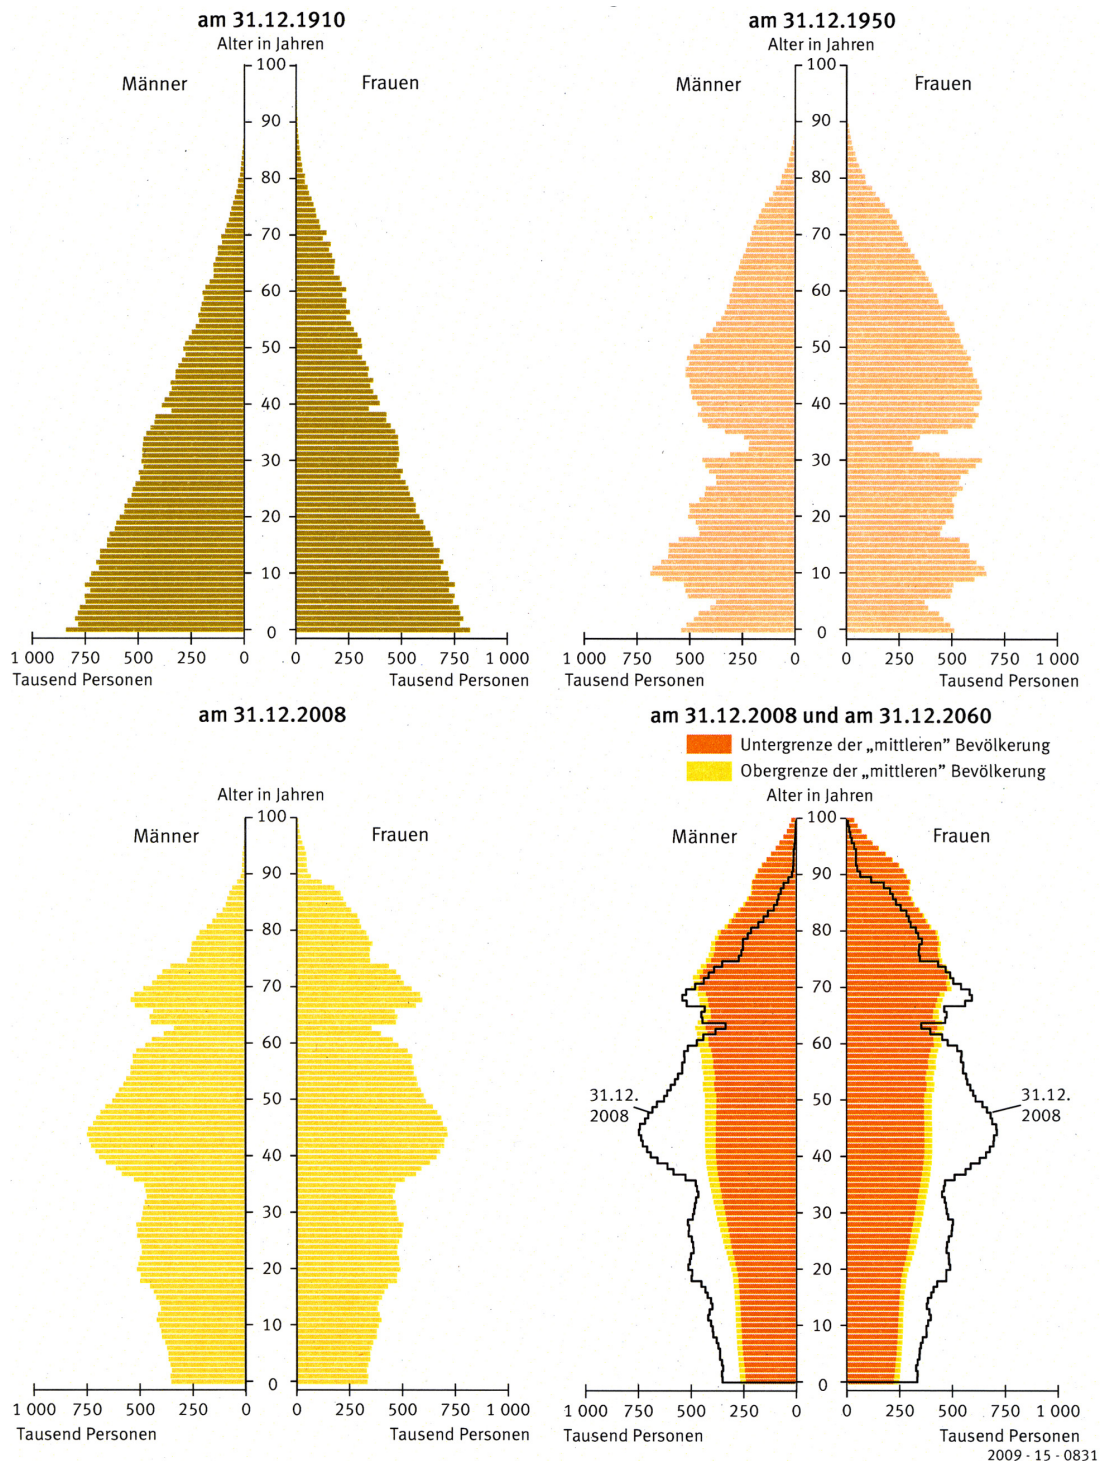 am 31.12.1910
Alter in Jahren
Männer
Frauen
100
90
80
70
60
50
40
30
20
10
0
1 000 750 500 250 0
0 250 500 750 1 000
Tausend Personen
Tausend Personen
am 31.12.1950
Alter in Jahren
Männer
Frauen
100
90
80
70
60
50
40
30
20
10
0
1 000 750 500 250 0
0 250 500 750 1 000
Tausend Personen
Tausend Personen
am 31.12.2008
Alter in Jahren
Männer
Frauen
100
90
80
70
60
50
40
30
20
10
0
1 000 750 500 250 0
0 250 500 750 1 000
Tausend Personen
Tausend Personen
am 31.12.2008 und am 31.12.2060
Untergrenze der „mittleren” Bevölkerung
Obergrenze der „mittleren” Bevölkerung
Alter in Jahren
Männer
Frauen
100
90
80
70
60
50
40
30
20
10
0
31.12.
2008
31.12.
2008
1 000 750 500 250 0
0 250 500 750 1 000
Tausend Personen
Tausend Personen
2009 - 15 - 0831